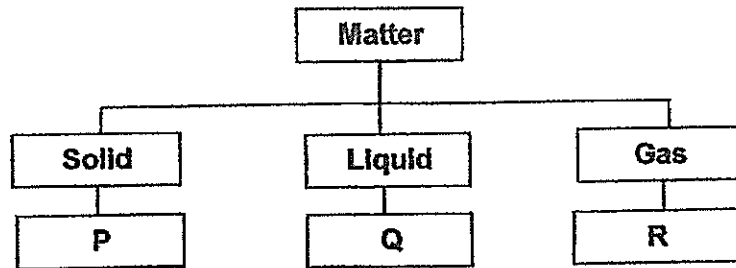 Matter
Solid
Liquid
Gas
P
Q
R